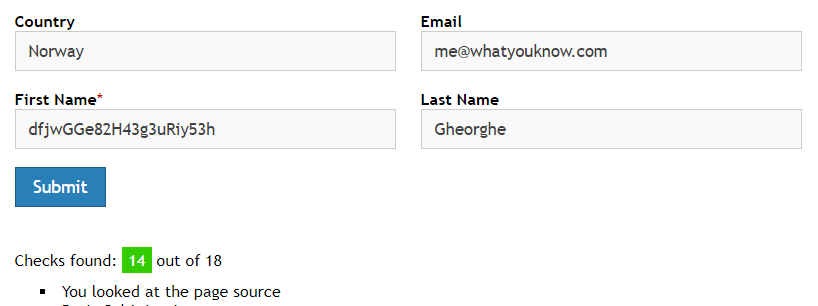 Country Email
Norway me@whatyouknow.com
First Name* Last Name
dfjwGGe82H43g3uRiy53h Gheorghe
Submit
Checks found: 14 out of 18
You looked at the page source